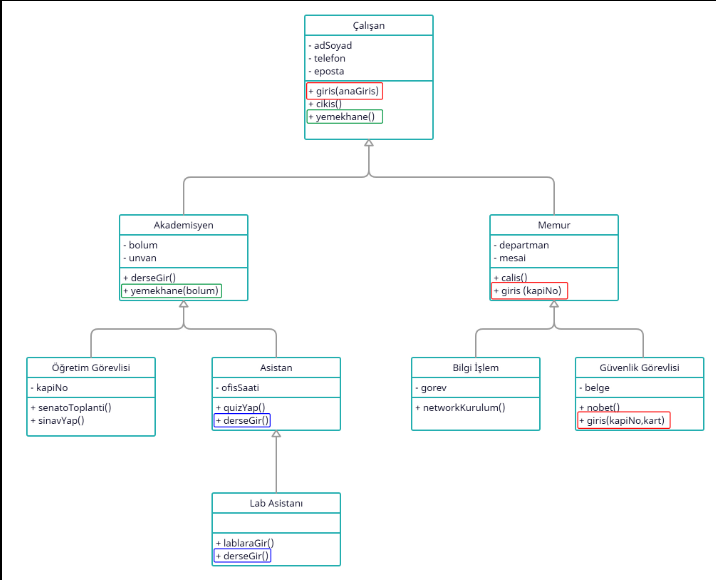 Çalışan
- adSoyad
- telefon
- eposta
+ giris(anaGiris)
+ cikis()
+ yemekhane()
Akademisyen
- bolum
- unvan
+ derseGir()
+ yemekhane(bolum)
Memur
- departman
- mesai
+ calis()
+ giris (kapiNo)
Öğretim Görevlisi
- kapiNo
+ senatoToplanti()
+ sinavYap()
Asistan
- ofisSaati
+ quizYap()
+ derseGir()
Bilgi İşlem
- gorev
+ networkKurulum()
Güvenlik Görevlisi
- belge
+ nobet()
+ giris(kapiNo,kart)
Lab Asistanı
+ lablaraGir()
+ derseGir()